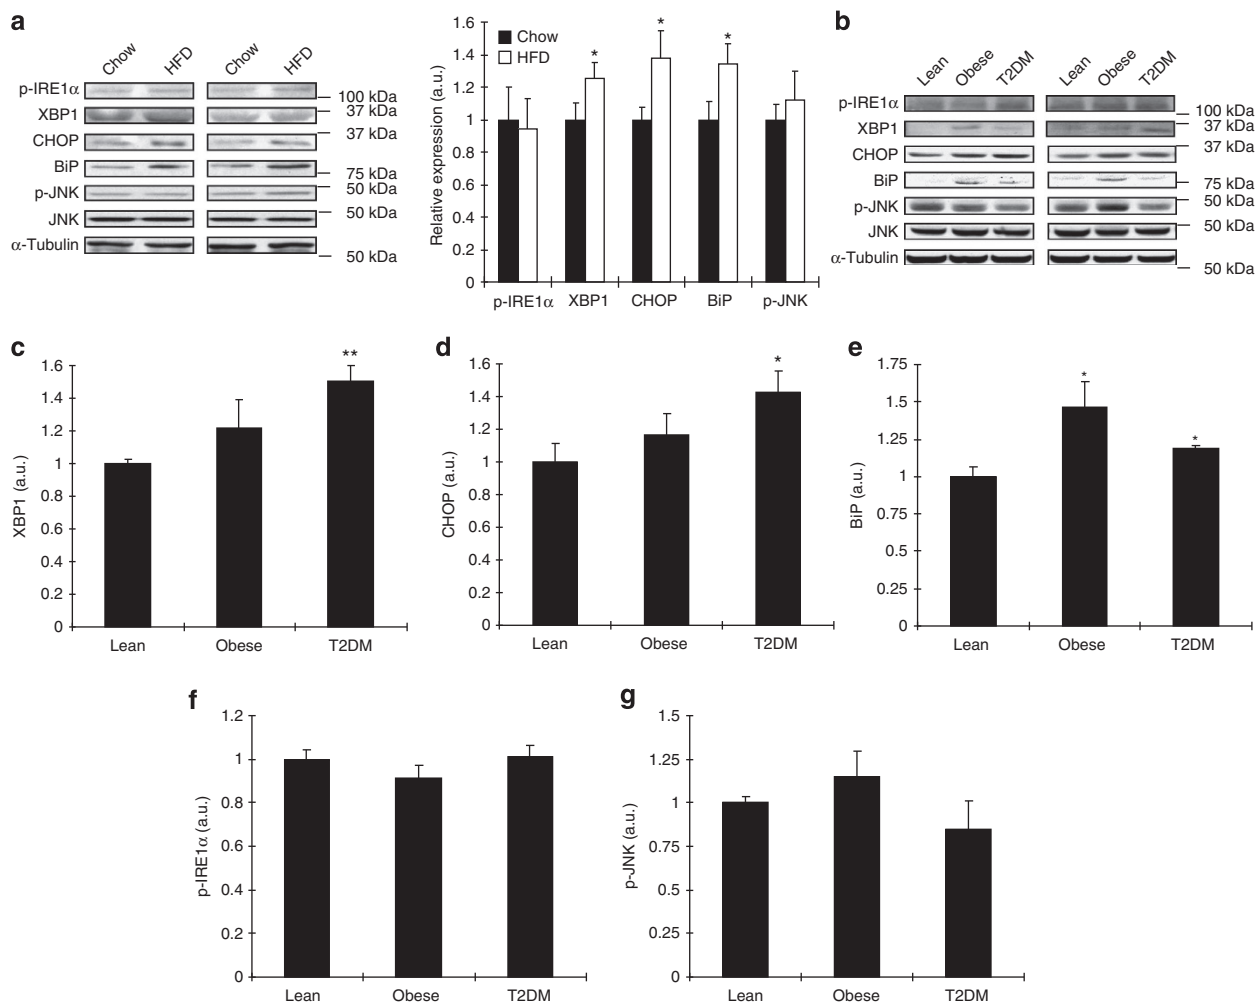 a
Chow HFD Chow HFD
p-IRE1α
100 kDa
XBP1
37 kDa
CHOP
37 kDa
BiP
75 kDa
p-JNK
50 kDa
JNK
50 kDa
α-Tubulin
50 kDa
Relative expression (a.u.)
1.6
1.4
1.2
1
0.8
0.6
0.4
0.2
0
Chow
HFD
* * *
p-IRE1α XBP1 CHOP BiP p-JNK
b
Lean Obese T2DM Lean Obese T2DM
p-IRE1α
100 kDa
XBP1
37 kDa
CHOP
37 kDa
BiP
75 kDa
p-JNK
50 kDa
JNK
50 kDa
α-Tubulin
50 kDa
c
XBP1 (a.u.)
1.6
1.4
1.2
1
0.8
0.6
0.4
0.2
0
**
Lean Obese T2DM
d
CHOP (a.u.)
1.6
1.4
1.2
1
0.8
0.6
0.4
0.2
0
*
Lean Obese T2DM
e
BiP (a.u.)
1.75
1.5
1.25
1
0.75
0.5
0.25
0
* *
Lean Obese T2DM
f
p-IRE1α (a.u.)
1.2
1
0.8
0.6
0.4
0.2
0
Lean Obese T2DM
g
p-JNK (a.u.)
1.5
1.25
1
0.75
0.5
0.25
0
Lean Obese T2DM